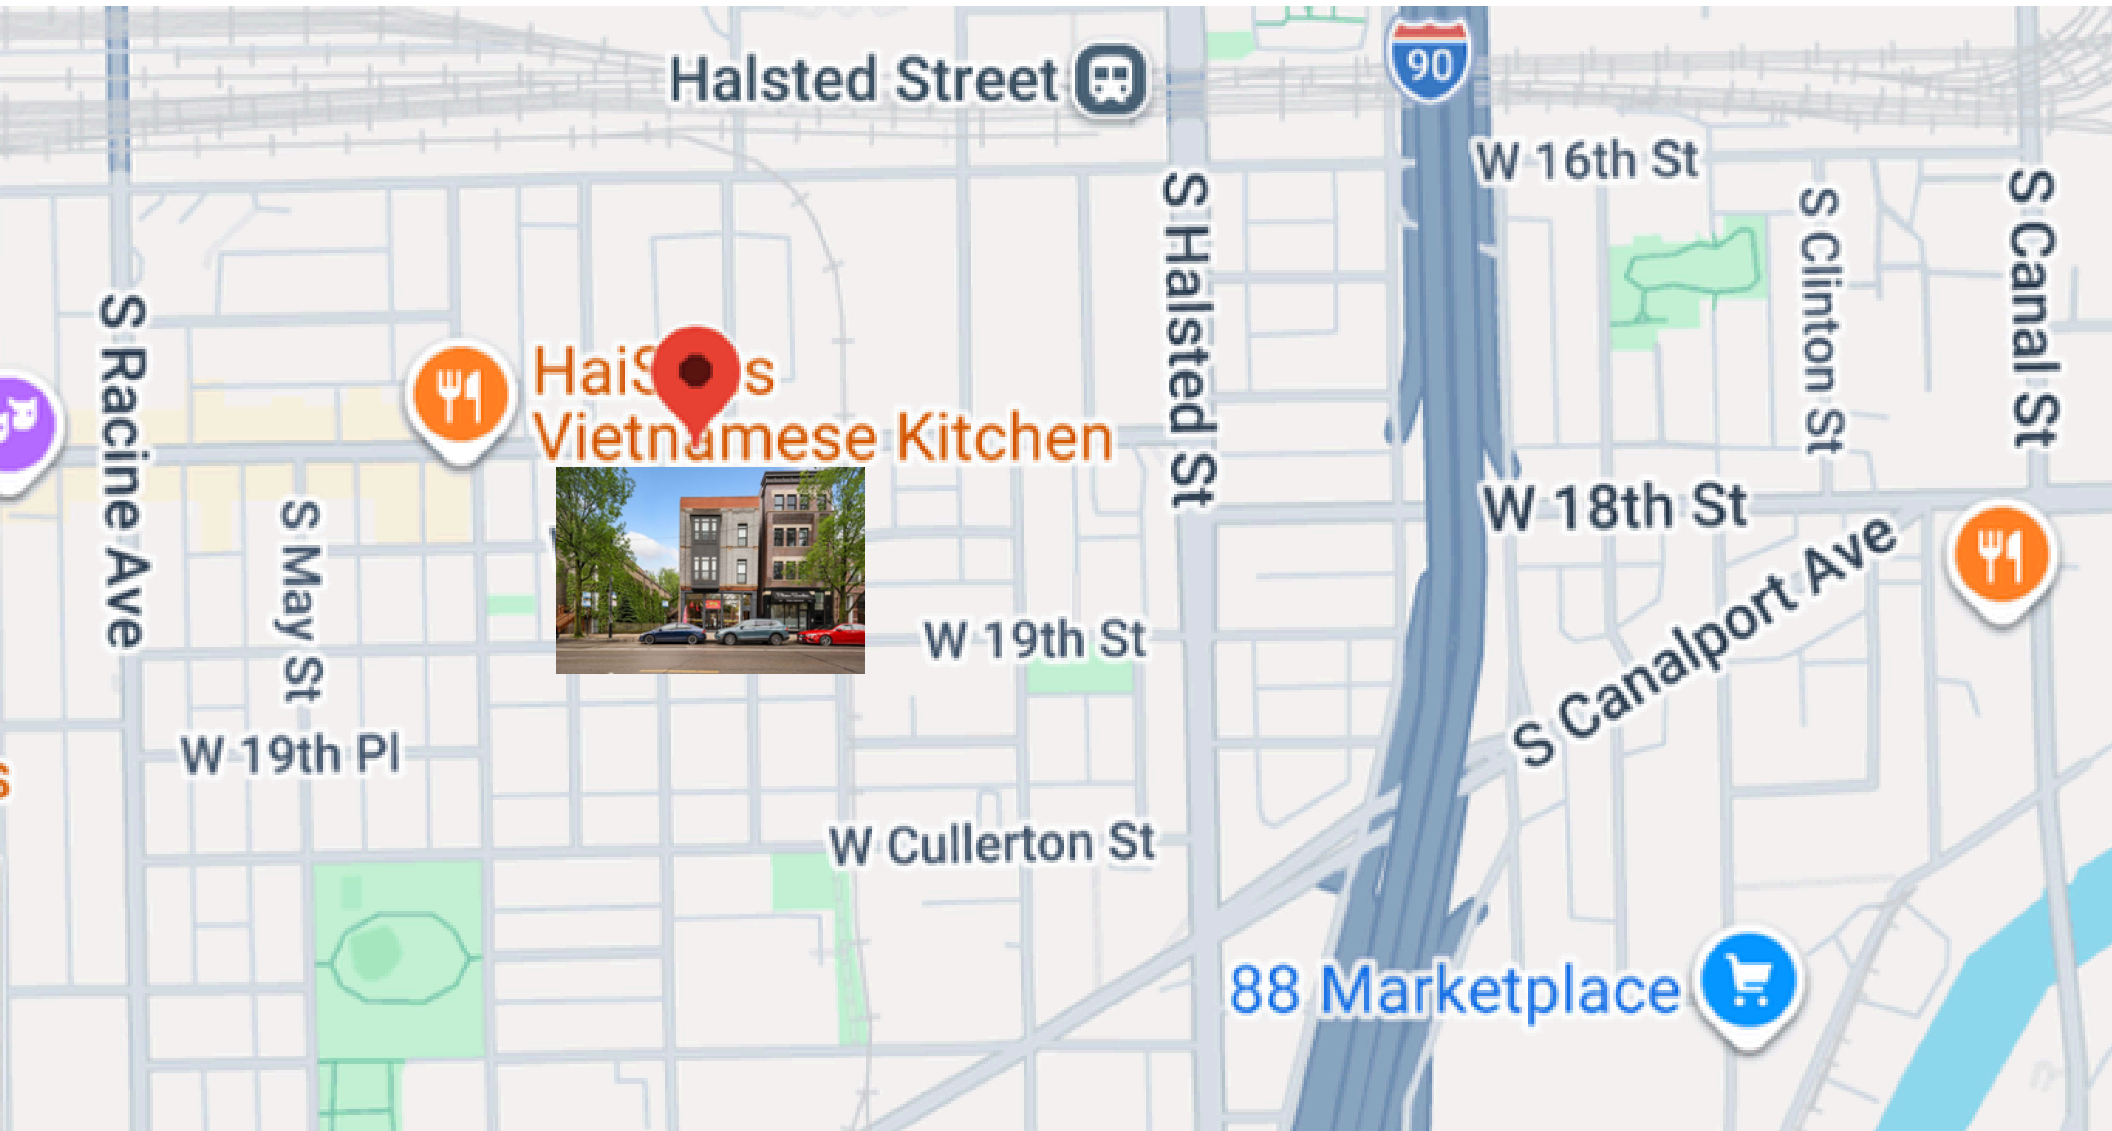 Halsted Street
90
W 16th St
S Halsted St
S Clinton St
S Canal St
S Racine Ave
Vietnamese Kitchen
W 18th St
S May St
S Canalport Ave
W 19th St
W 19th Pl
W Cullerton St
88 Marketplace